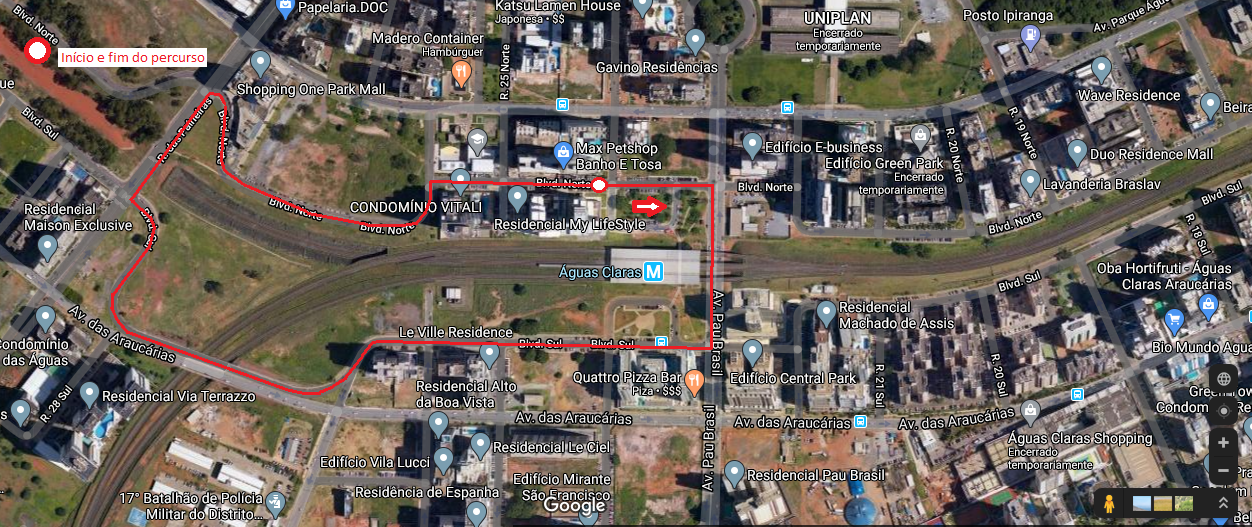 Blvd. Norte
Início e fim do percurso
Papelaria.DOC
Katsu Lamen House
Japonesa • $$
UNIPLAN
Encerrado
temporariamente
Posto Ipiranga
Av. Parque Águ
Madero Container
Hambúrguer
R. 25 Norte
Gavino Residências
Shopping One Park Mall
ue
Blvd. Sul
Wave Residence
Beira
R. 19 Norte
R. 20 Norte
Max Petshop
Banho E Tosa
Edifício E-business
Edifício Green Park
Encerrado
temporariamente
Duo Residence Mall
Lavanderia Braslav
Blvd. Norte
Blvd. Norte
Blvd. Norte
CONDOMÍNIO VITALI
Blvd. Norte
Residencial My LifeStyle
Blvd. Norte
Residencial
Maison Exclusive
Blvd. Sul
R. 18 Sul
Águas Claras
M
Blvd. Sul
Oba Hortifruti - Águas
Claras Araucárias
Av. das Araucárias
Condomínio
das Águas
Le Ville Residence
Blvd. Sul
Av. Pau Brasil
Residencial
Machado de Assis
Bio Mundo Águа
R. 28 Sul
Residencial Via Terrazzo
s
Residencial Alto
da Boa Vista
Quattro Pizza Bar
Piza • $$$
Edifício Central Park
R. 21 Sul
R. 20 Sul
Av. das Araucárias
Av. das Araucárias
Av. das Araucárias
Águas Claras Shopping
Encerrado
temporariamente
Residencial Le Ciel
Edifício Vila Lucci
Av. Pau Brasil
Residencial Pau Brasil
Edifício Mirante
São Francisco
Residência de Espanha
17° Batalhão de Polícia
Militar do Distrito...
Google